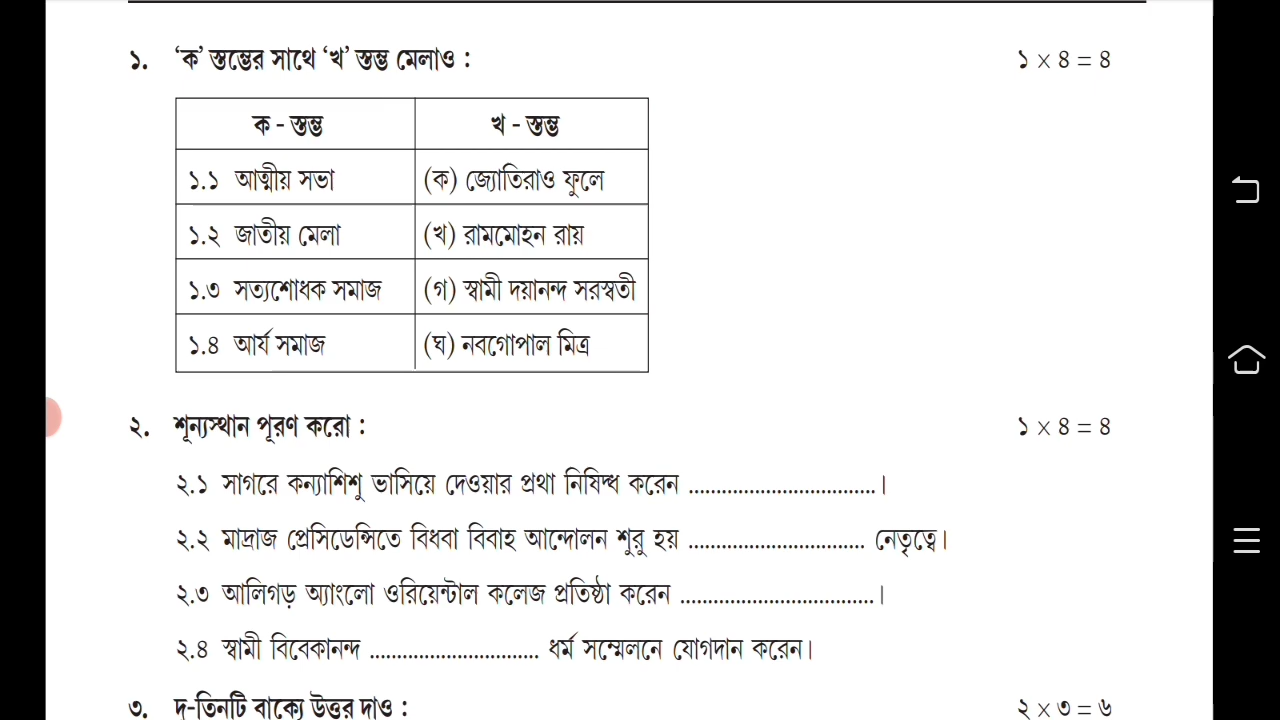 ১. ‘ক’ স্তম্ভের সাথে ‘খ’ স্তম্ভ মেলাও : ১ × ৪ = ৪
ক - স্তম্ভ খ - স্তম্ভ
১.১ আত্মীয় সভা (ক) জ্যোতিরাও ফুলে
১.২ জাতীয় মেলা (খ) রামমোহন রায়
১.৩ সত্যশোধক সমাজ (গ) স্বামী দয়ানন্দ সরস্বতী
১.৪ আর্য সমাজ (ঘ) নবগোপাল মিত্র
২. শূন্যস্থান পূরণ করো : ১ × ৪ = ৪
২.১ সাগরে কন্যাশিশু ভাসিয়ে দেওয়ার প্রথা নিষিদ্ধ করেন ..................................।
২.২ মাদ্রাজ প্রেসিডেন্সিতে বিধবা বিবাহ আন্দোলন শুরু হয় ................................ নেতৃত্বে।
২.৩ আলিগড় অ্যাংলো ওরিয়েন্টাল কলেজ প্রতিষ্ঠা করেন ...................................।
২.৪ স্বামী বিবেকানন্দ ............................... ধর্ম সম্মেলনে যোগদান করেন।
৩. দু-তিনটি বাক্যে উত্তর দাও : ২ × ৩ = ৬